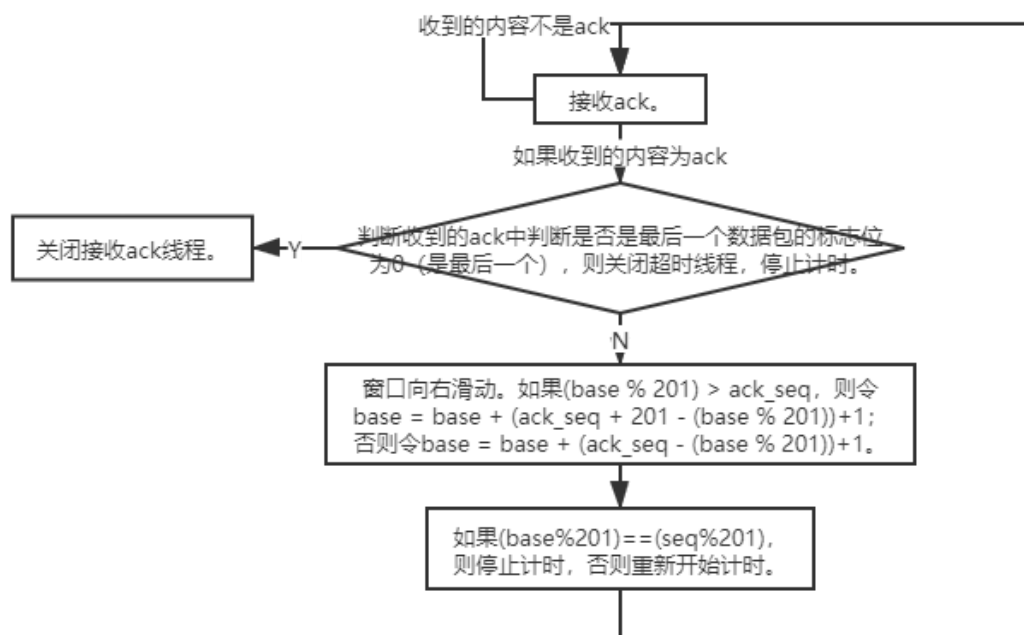 收到的内容不是ack
接收ack。
如果收到的内容为ack
判断收到的ack中判断是否是最后一个数据包的标志位
为0（是最后一个），则关闭超时线程，停止计时。
Y
关闭接收ack线程。
N
窗口向右滑动。如果(base % 201) > ack_seq，则令
base = base + (ack_seq + 201 - (base % 201))+1；
否则令base = base + (ack_seq - (base % 201))+1。
如果(base%201)==(seq%201)，
则停止计时，否则重新开始计时。